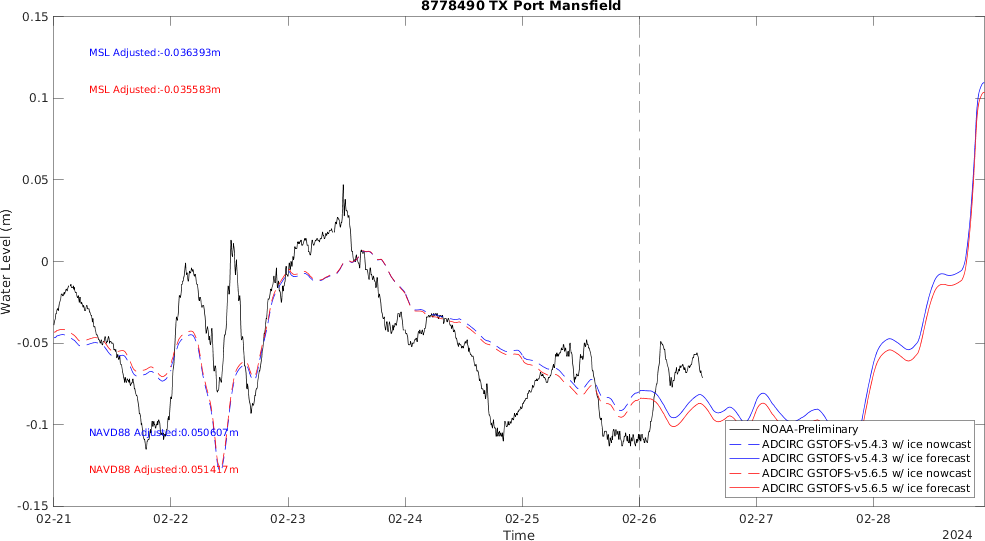 8778490 TX Port Mansfield
0.15
0.1
0.05
0
-0.05
-0.1
-0.15
Water Level (m)
MSL Adjusted:-0.036393m
MSL Adjusted:-0.035583m
NAVD88 Adjusted:0.050607m
NAVD88 Adjusted:0.051417m
NOAA-Preliminary
ADCIRC GSTOFS-v5.4.3 w/ ice nowcast
ADCIRC GSTOFS-v5.4.3 w/ ice forecast
ADCIRC GSTOFS-v5.6.5 w/ ice nowcast
ADCIRC GSTOFS-v5.6.5 w/ ice forecast
02-21 02-22 02-23 02-24 02-25 02-26 02-27 02-28
Time
2024